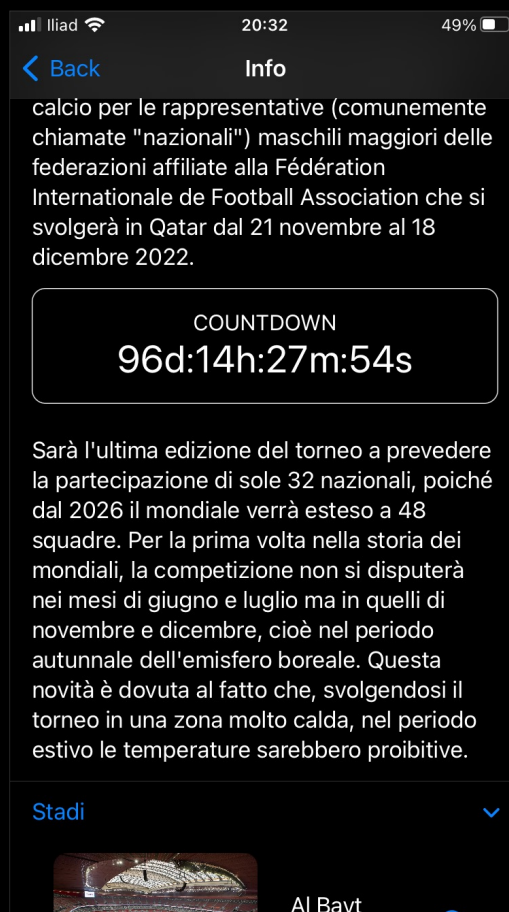 Iliad
20:32
49%
Back
Info
calcio per le rappresentative (comunemente
chiamate "nazionali") maschili maggiori delle
federazioni affiliate alla Fédération
Internationale de Football Association che si
svolgerà in Qatar dal 21 novembre al 18
dicembre 2022.
COUNTDOWN
96d:14h:27m:54s
Sarà l'ultima edizione del torneo a prevedere
la partecipazione di sole 32 nazionali, poiché
dal 2026 il mondiale verrà esteso a 48
squadre. Per la prima volta nella storia dei
mondiali, la competizione non si disputerà
nei mesi di giugno e luglio ma in quelli di
novembre e dicembre, cioè nel periodo
autunnale dell'emisfero boreale. Questa
novità è dovuta al fatto che, svolgendosi il
torneo in una zona molto calda, nel periodo
estivo le temperature sarebbero proibitive.
Stadi
Al Bayt